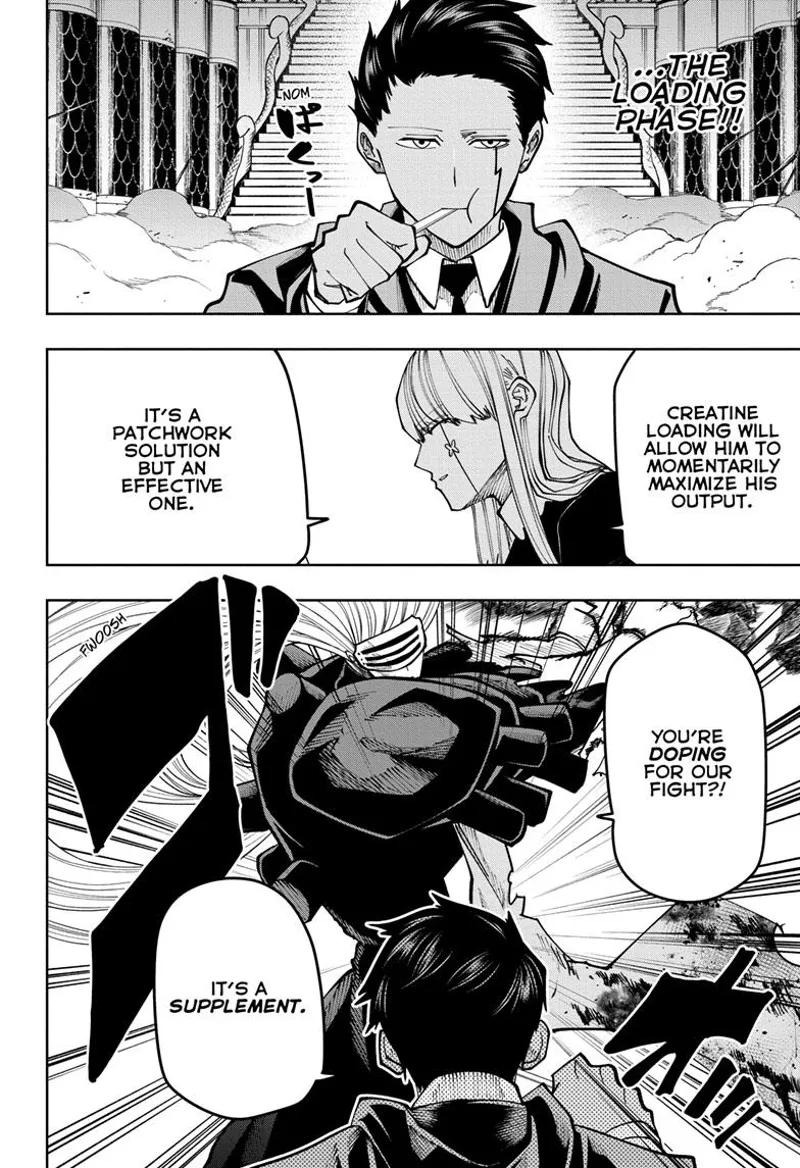 ...THE
LOADING
PHASE!!
NOM
ぱくっ
CREATINE
LOADING WILL
ALLOW HIM TO
MOMENTARILY
MAXIMIZE HIS
OUTPUT.
IT'S A
PATCHWORK
SOLUTION
BUT AN
EFFECTIVE
ONE.
FWOOSH
YOU'RE
DOPING
FOR OUR
FIGHT?!
IT'S A
SUPPLEMENT.